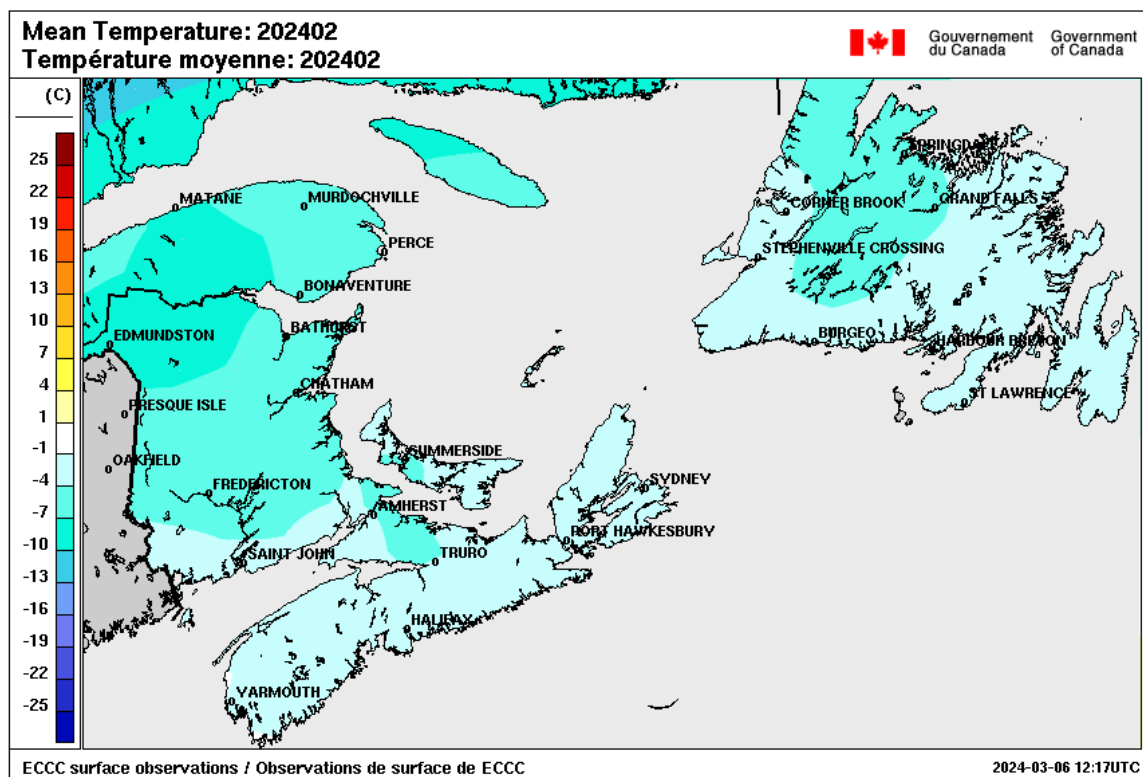 Mean Temperature: 202402
Température moyenne: 202402
Gouvernement du Canada
Government of Canada
(C)
25
22
19
16
13
10
7
4
1
-1
-4
-7
-10
-13
-16
-19
-22
-25
MATANE
MURDOCHVILLE
PERCE
BONAVENTURE
EDMUNDSTON
BATHURST
CHATHAM
PRESQUE ISLE
OAKFIELD
FREDERICTON
SUMMERSIDE
AMHERST
SAINT JOHN
TRURO
SYDNEY
PORT HAWKESBURY
HALIFAX
YARMOUTH
SPRINGDALE
CORNER BROOK
GRAND FALLS
STEPHENVILLE CROSSING
BURGEO
HARBOUR BRETON
ST LAWRENCE
ECCC surface observations / Observations de surface de ECCC
2024-03-06 12:17UTC